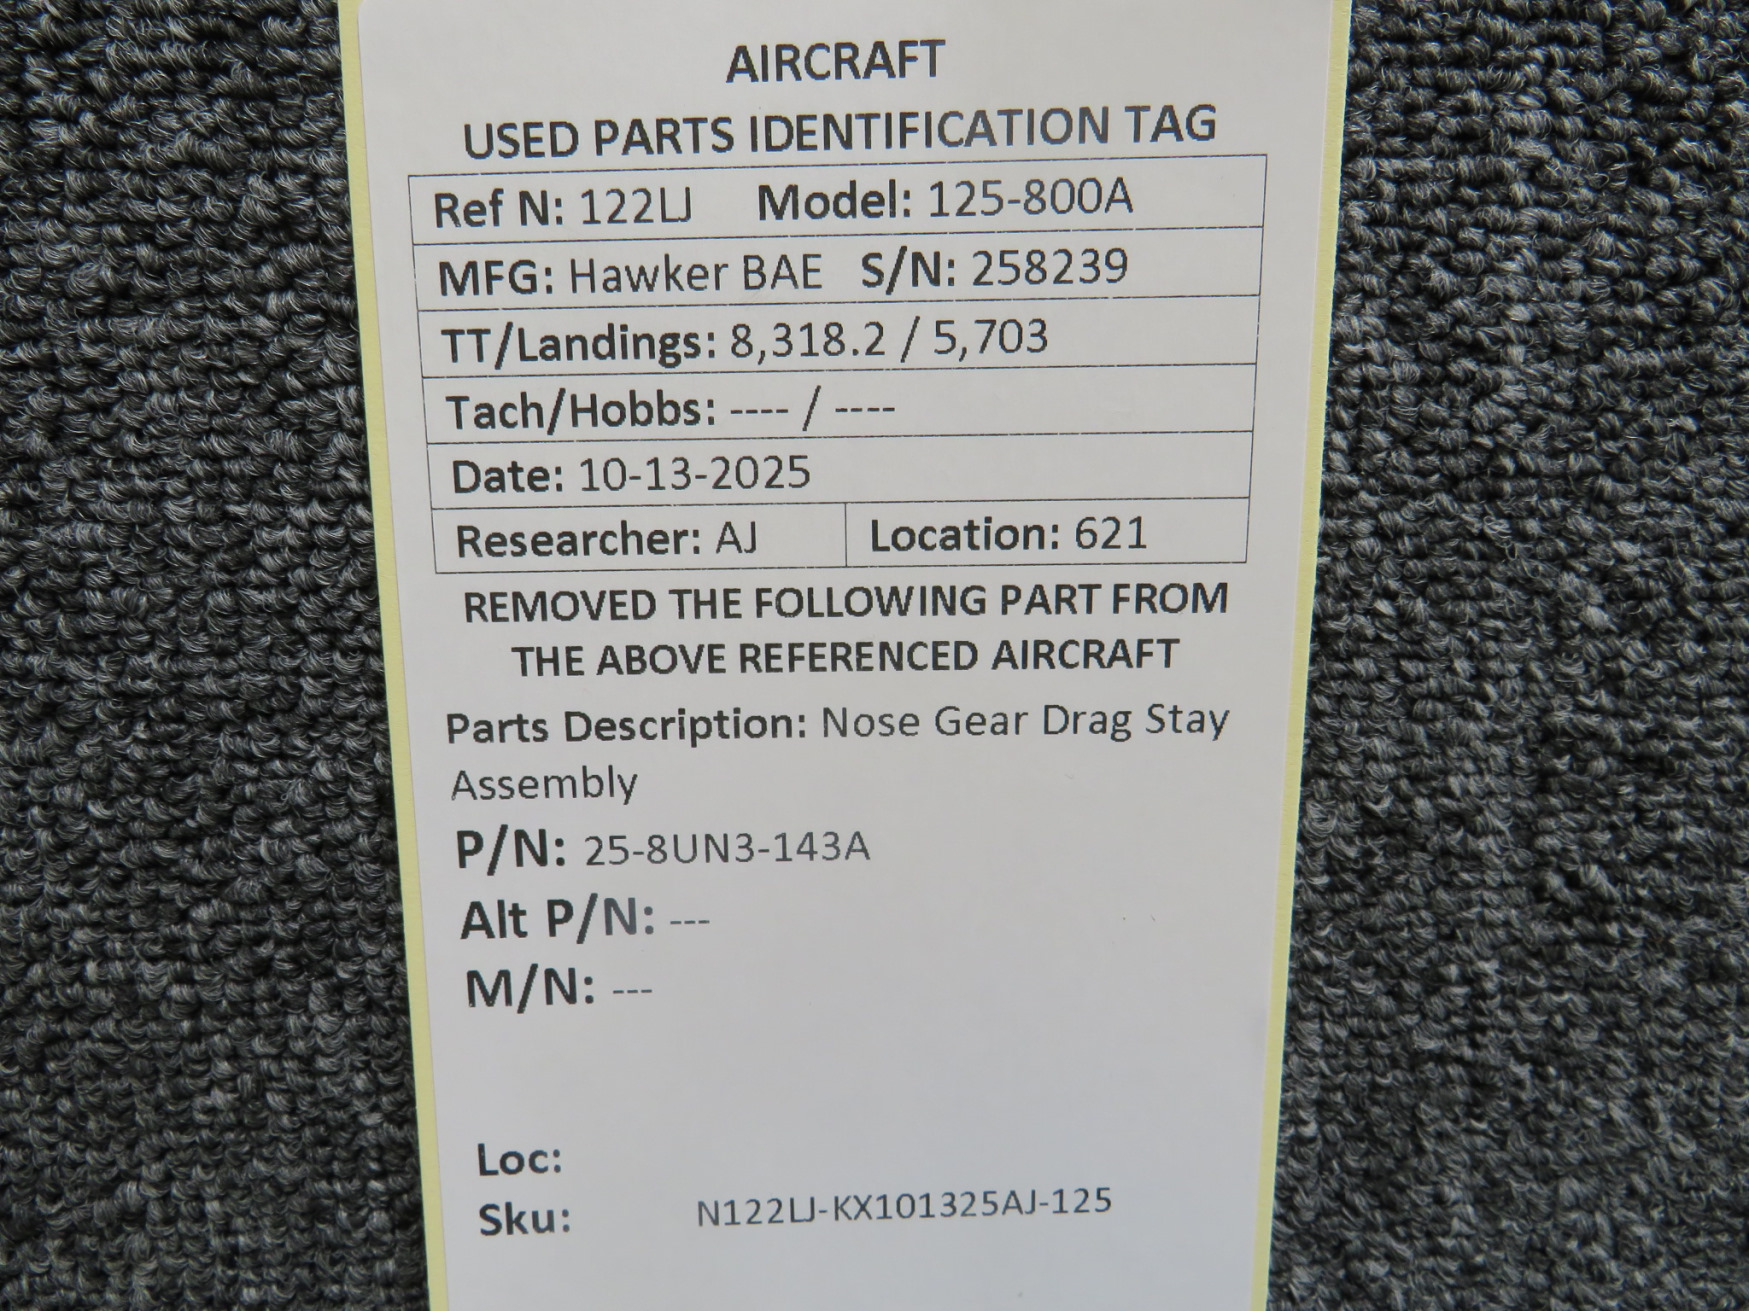 AIRCRAFT
USED PARTS IDENTIFICATION TAG
Ref N: 122LJ Model: 125-800A
MFG: Hawker BAE S/N: 258239
TT/Landings: 8,318.2 / 5,703
Tach/Hobbs: ---- / ----
Date: 10-13-2025
Researcher: AJ Location: 621
REMOVED THE FOLLOWING PART FROM
THE ABOVE REFERENCED AIRCRAFT
Parts Description: Nose Gear Drag Stay
Assembly
P/N: 25-8UN3-143A
Alt P/N: ---
M/N: ---
Loc:
Sku: N122LJ-KX101325AJ-125